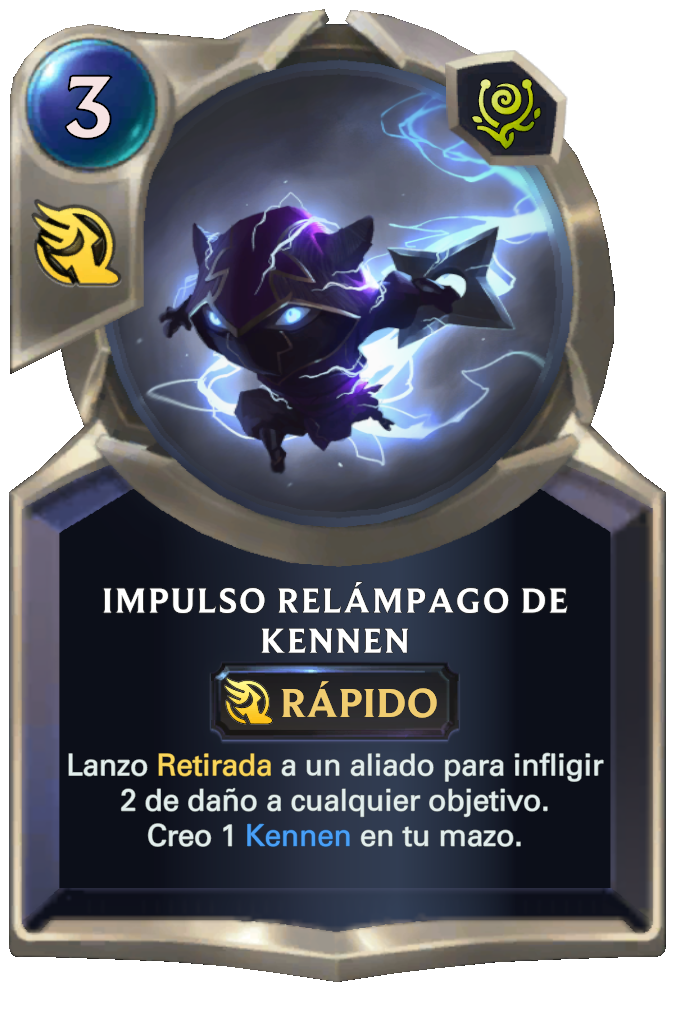 3
IMPULSO RELÁMPAGO DE
KENNEN
RÁPIDO
Lanzo Retirada a un aliado para infligir
2 de daño a cualquier objetivo.
Creo 1 Kennen en tu mazo.